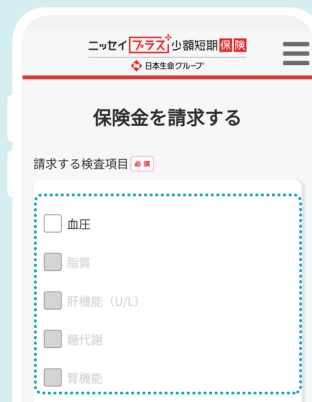 ニッセイ プラス 少額短期保険
日本生命グループ
保険金を請求する
請求する検査項目 必須
血圧
脂質
肝機能（U/L）
糖代謝
腎機能